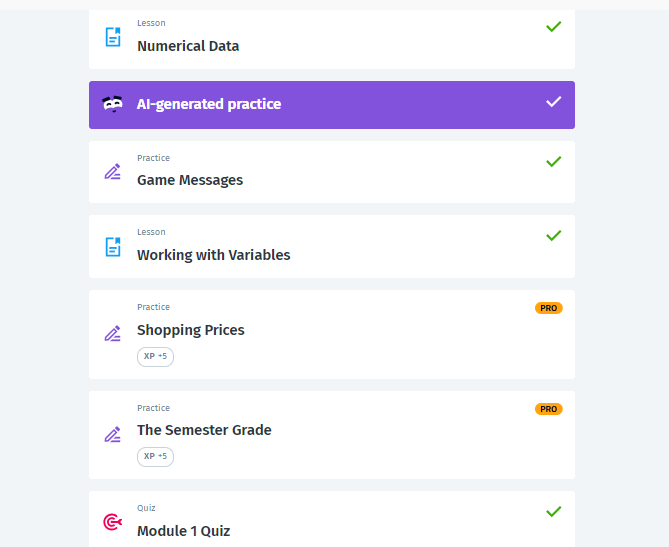 Lesson
Numerical Data
AI-generated practice
Practice
Game Messages
Lesson
Working with Variables
Practice
PRO
Shopping Prices
XP +5
Practice
PRO
The Semester Grade
XP +5
Quiz
Module 1 Quiz